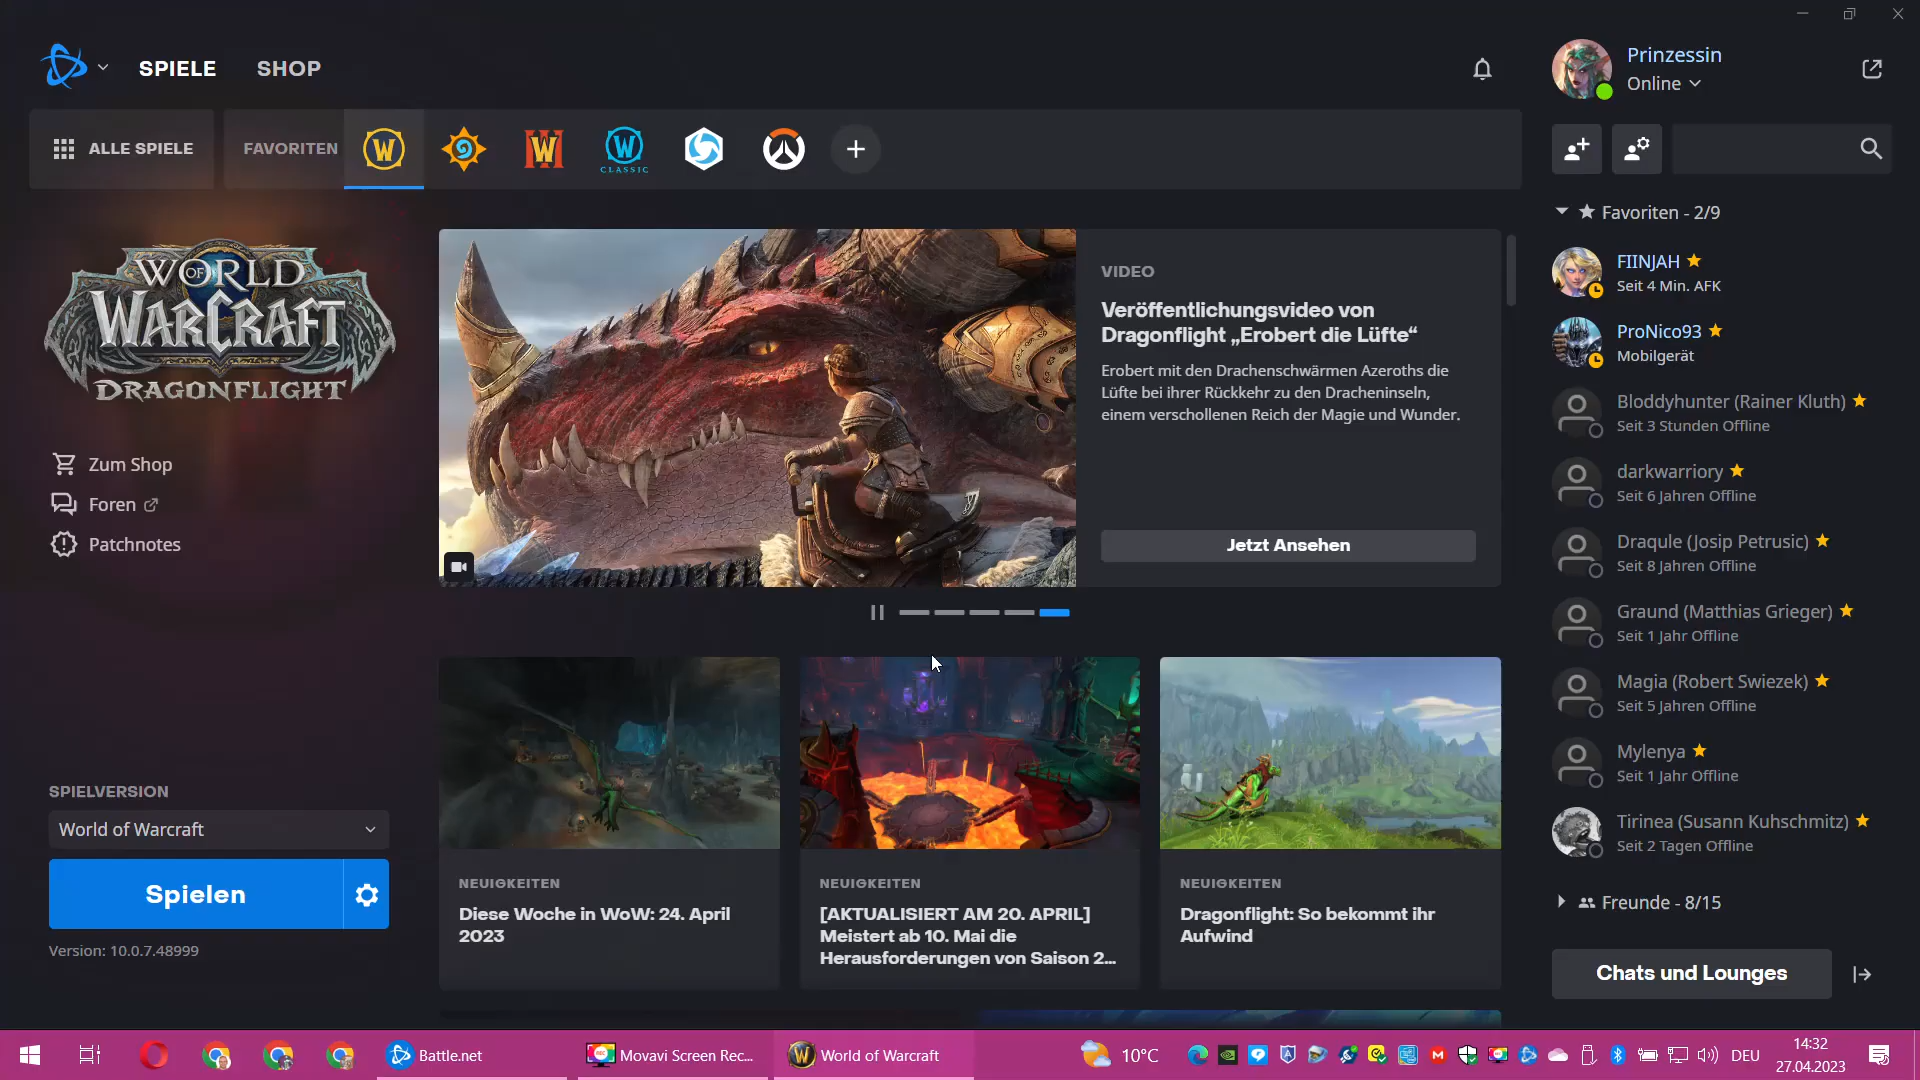 SPIELE
SHOP
Prinzessin
Online
ALLE SPIELE
FAVORITEN
CLASSIC
WORLD
OF
WARCRAFT
DRAGONFLIGHT
Zum Shop
Foren
Patchnotes
SPIELVERSION
World of Warcraft
Spielen
Version: 10.0.7.48999
VIDEO
Veröffentlichungsvideo von
Dragonflight „Erobert die Lüfte“
Erobert mit den Drachenschwärmen Azeroths die
Lüfte bei ihrer Rückkehr zu den Dracheninseln,
einem verschollenen Reich der Magie und Wunder.
Jetzt Ansehen
NEUIGKEITEN
Diese Woche in WoW: 24. April
2023
NEUIGKEITEN
[AKTUALISIERT AM 20. APRIL]
Meistert ab 10. Mai die
Herausforderungen von Saison 2...
NEUIGKEITEN
Dragonflight: So bekommt ihr
Aufwind
Favoriten - 2/9
FIINJAH
Seit 4 Min. AFK
ProNico93
Mobilgerät
Bloddyhunter (Rainer Kluth)
Seit 3 Stunden Offline
darkwarriory
Seit 6 Jahren Offline
Draqule (Josip Petrusic)
Seit 8 Jahren Offline
Graund (Matthias Grieger)
Seit 1 Jahr Offline
Magia (Robert Swiezek)
Seit 5 Jahren Offline
Mylenya
Seit 1 Jahr Offline
Tirinea (Susann Kuhschmitz)
Seit 2 Tagen Offline
Freunde - 8/15
Chats und Lounges
Battle.net
Movavi Screen Rec...
World of Warcraft
10°C
DEU
14:32
27.04.2023